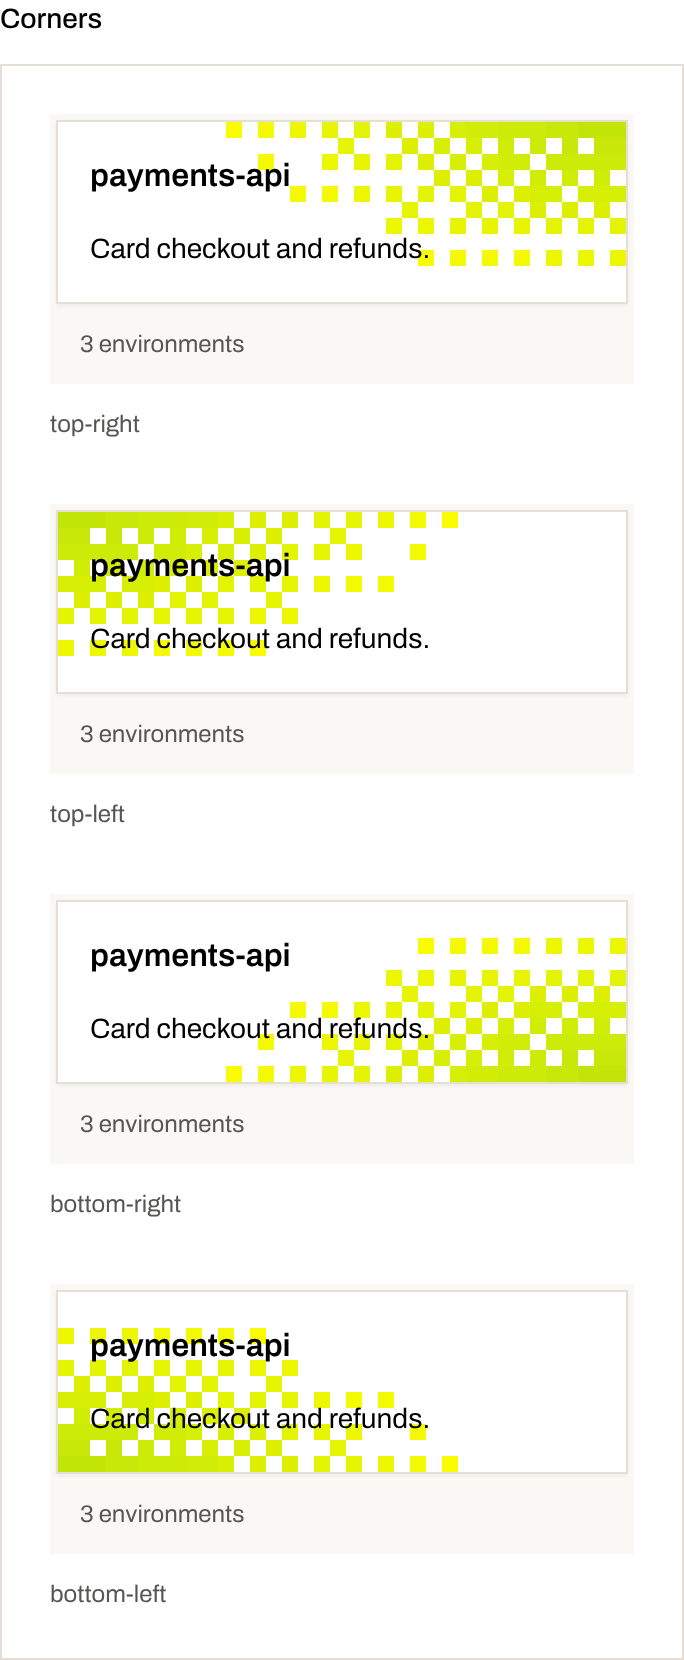 Corners
payments-api
Card checkout and refunds.
3 environments
top-right
payments-api
Card checkout and refunds.
3 environments
top-left
payments-api
Card checkout and refunds.
3 environments
bottom-right
payments-api
Card checkout and refunds.
3 environments
bottom-left